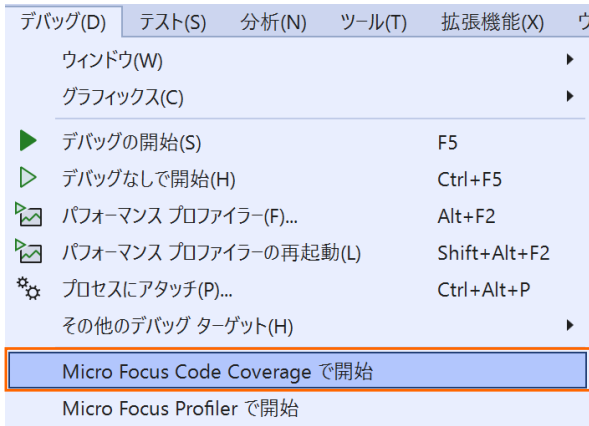 デバッグ(D) テスト(S) 分析(N) ツール(T) 拡張機能(X)
ウィンドウ(W)
グラフィックス(C)
デバッグの開始(S) F5
デバッグなしで開始(H) Ctrl+F5
パフォーマンス プロファイラー(F)... Alt+F2
パフォーマンス プロファイラーの再起動(L) Shift+Alt+F2
プロセスにアタッチ(P)... Ctrl+Alt+P
その他のデバッグ ターゲット(H)
Micro Focus Code Coverage で開始
Micro Focus Profiler で開始